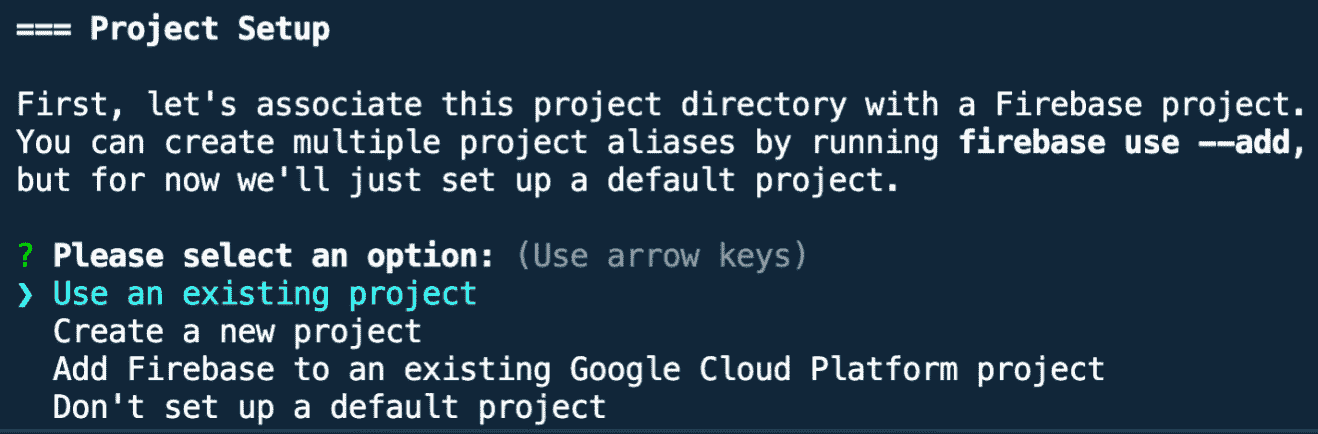 === Project Setup
First, let's associate this project directory with a Firebase project.
You can create multiple project aliases by running firebase use --add,
but for now we'll just set up a default project.
? Please select an option: (Use arrow keys)
❯ Use an existing project
Create a new project
Add Firebase to an existing Google Cloud Platform project
Don't set up a default project